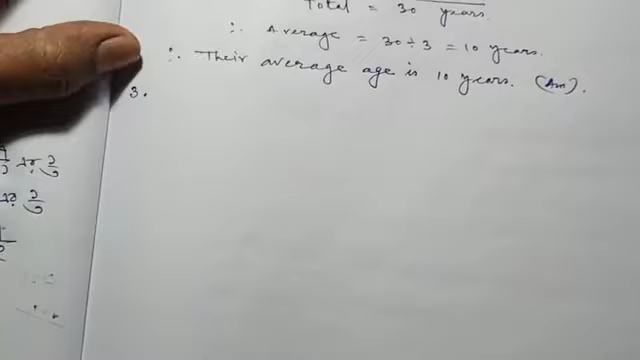 Total = 30 years.
∴ Average = 30 ÷ 3 = 10 years.
∴ Their average age is 10 years. (Ans).
3.